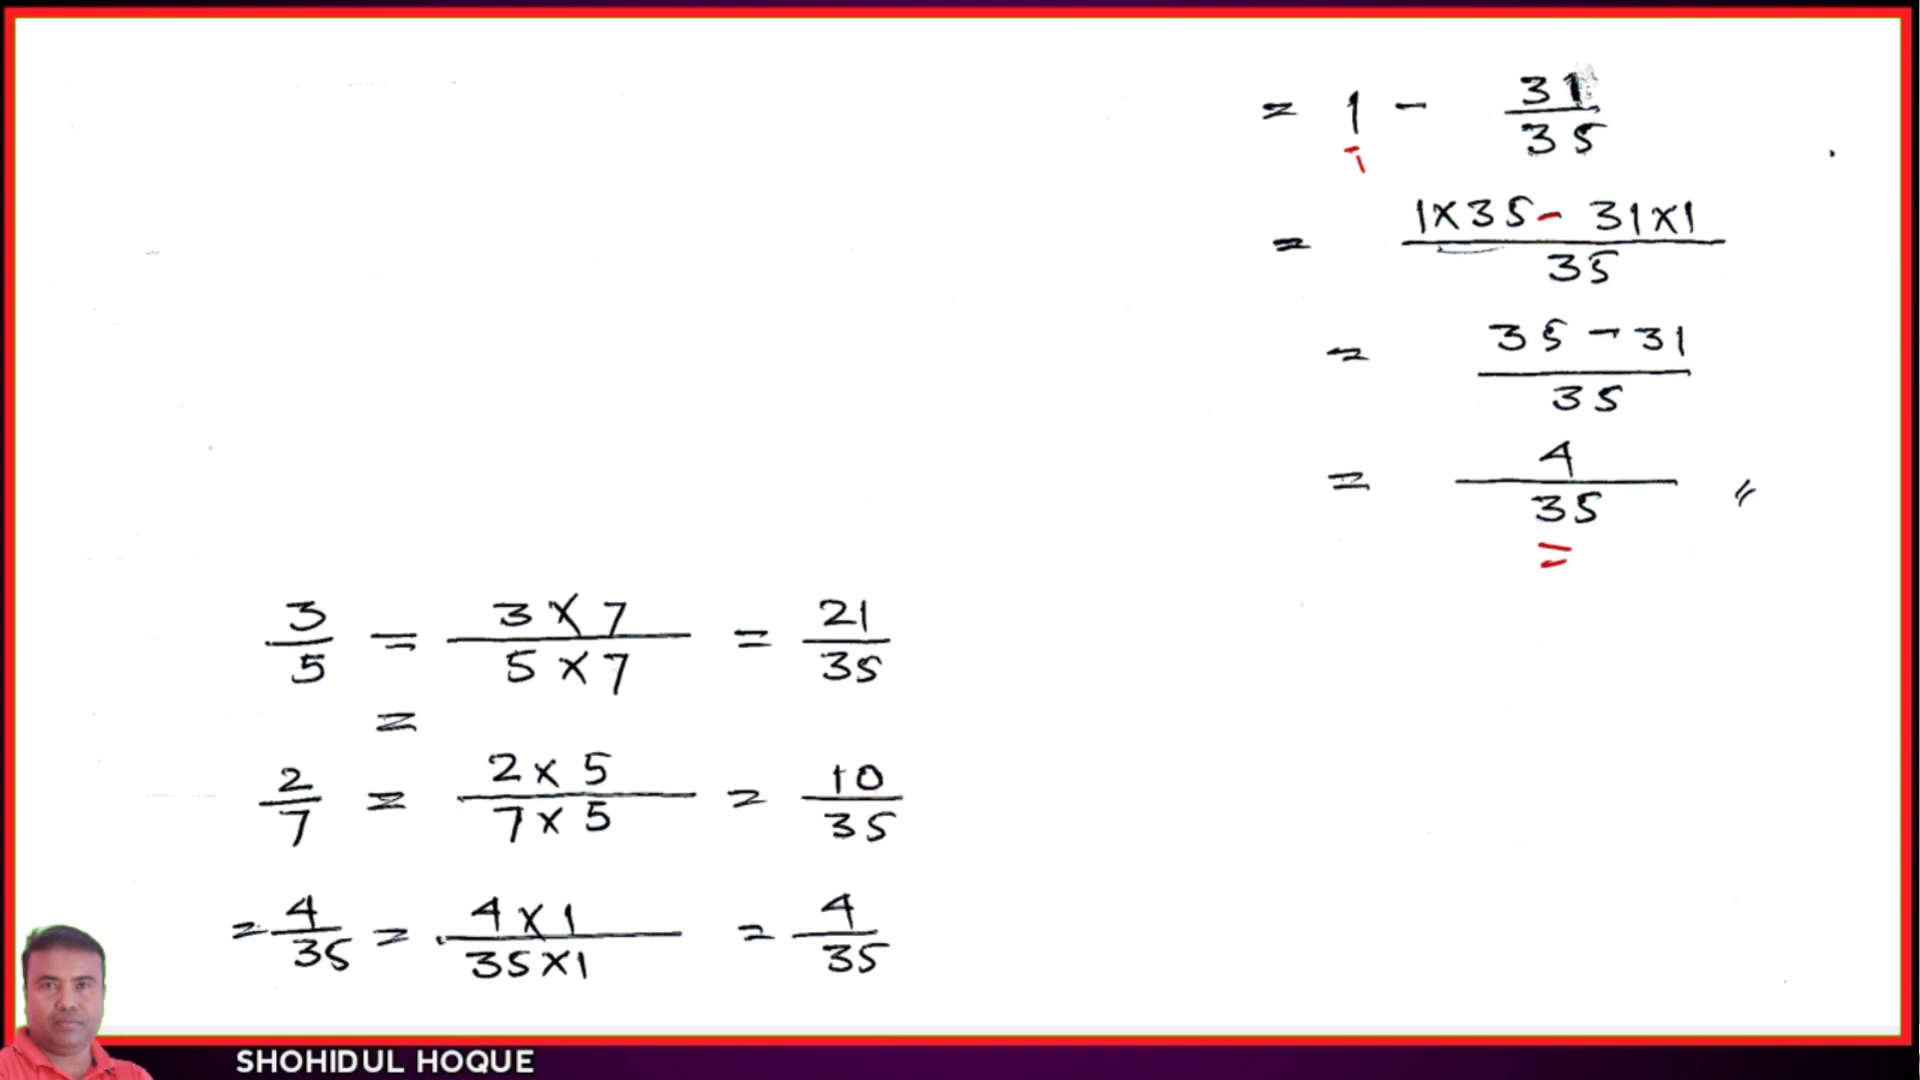 = 1 - 31/35
1
= 1×35 - 31×1/35
= 35 - 31/35
= 4/35 "
=
3/5 = 3×7/5×7 = 21/35
=
2/7 = 2×5/7×5 = 10/35
= 4/35 = 4×1/35×1 = 4/35
SHOHIDUL HOQUE